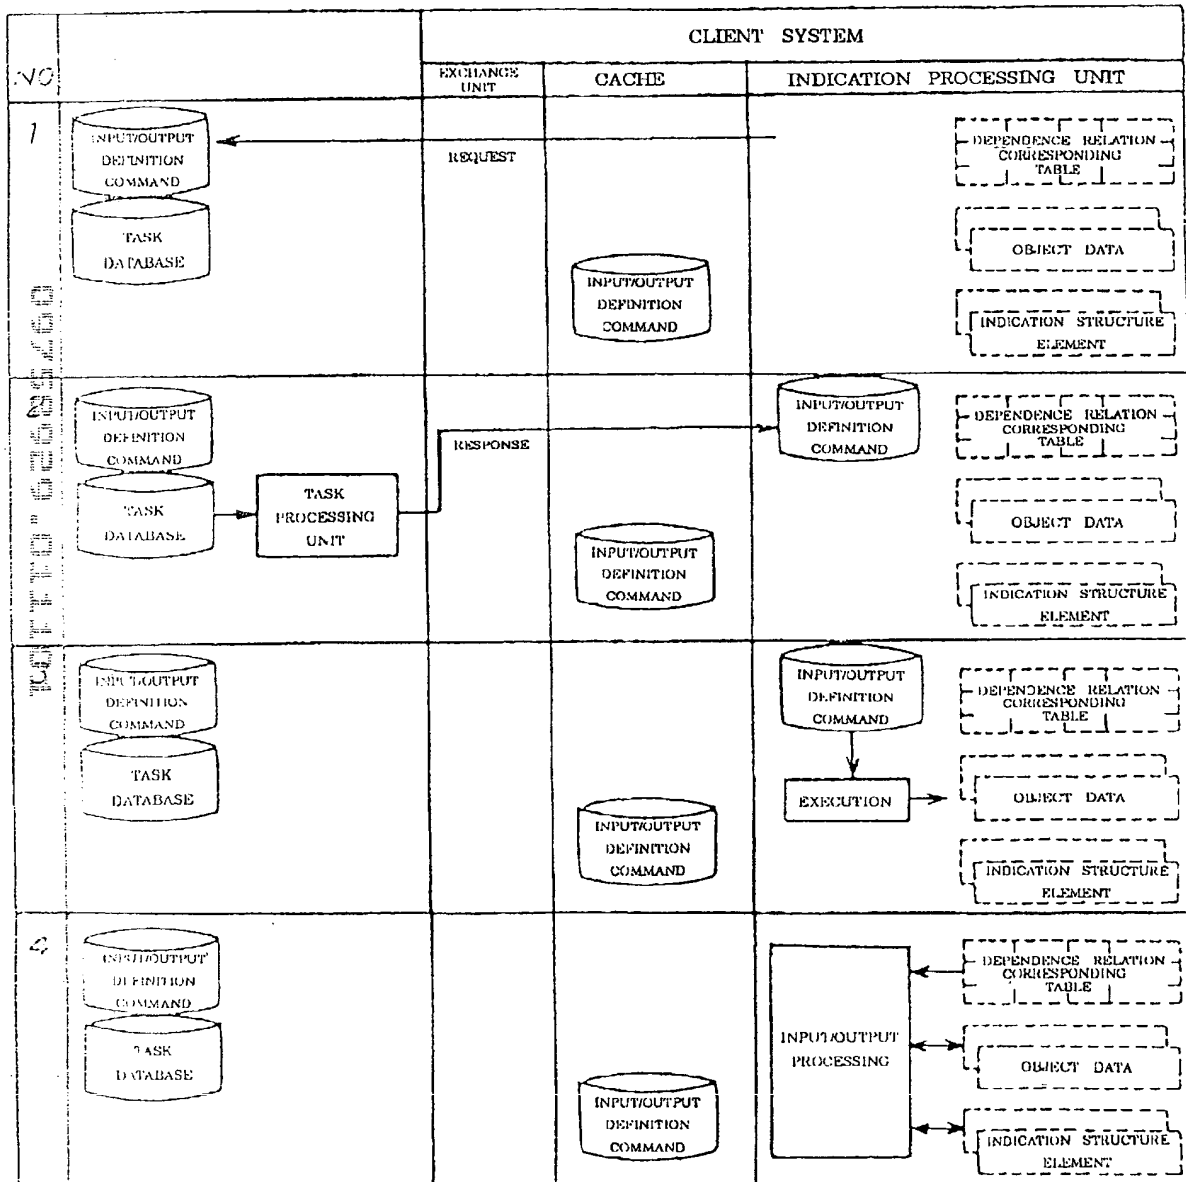 CLIENT SYSTEM
NO
EXCHANGE
UNIT
CACHE
INDICATION PROCESSING UNIT
1
INPUT/OUTPUT
DEFINITION
COMMAND
TASK
DATABASE
REQUEST
INPUT/OUTPUT
DEFINITION
COMMAND
DEPENDENCE RELATION
CORRESPONDING
TABLE
OBJECT DATA
INDICATION STRUCTURE
ELEMENT
INPUT/OUTPUT
DEFINITION
COMMAND
TASK
DATABASE
TASK
PROCESSING
UNIT
RESPONSE
INPUT/OUTPUT
DEFINITION
COMMAND
INPUT/OUTPUT
DEFINITION
COMMAND
DEPENDENCE RELATION
CORRESPONDING
TABLE
OBJECT DATA
INDICATION STRUCTURE
ELEMENT
INPUT/OUTPUT
DEFINITION
COMMAND
TASK
DATABASE
INPUT/OUTPUT
DEFINITION
COMMAND
INPUT/OUTPUT
DEFINITION
COMMAND
EXECUTION
DEPENDENCE RELATION
CORRESPONDING
TABLE
OBJECT DATA
INDICATION STRUCTURE
ELEMENT
4
INPUT/OUTPUT
DEFINITION
COMMAND
TASK
DATABASE
INPUT/OUTPUT
DEFINITION
COMMAND
INPUT/OUTPUT
PROCESSING
DEPENDENCE RELATION
CORRESPONDING
TABLE
OBJECT DATA
INDICATION STRUCTURE
ELEMENT